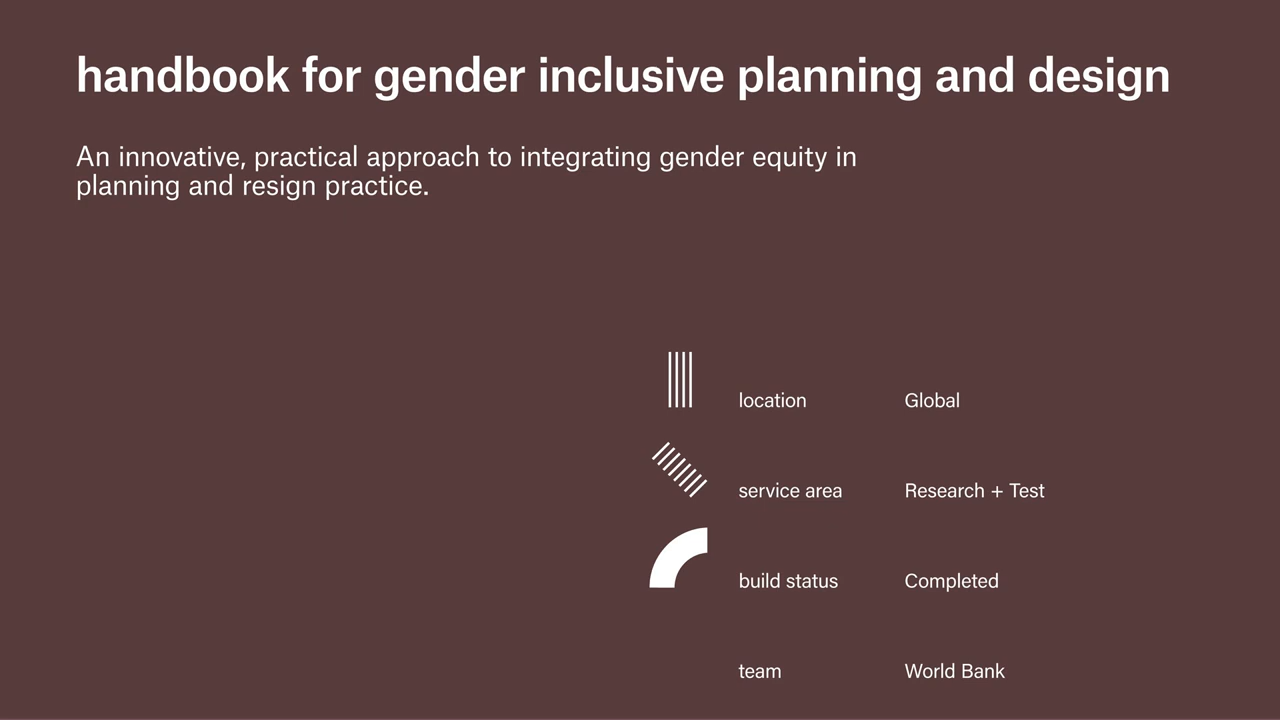 handbook for gender inclusive planning and design
An innovative, practical approach to integrating gender equity in
planning and resign practice.
location Global
service area Research + Test
build status Completed
team World Bank